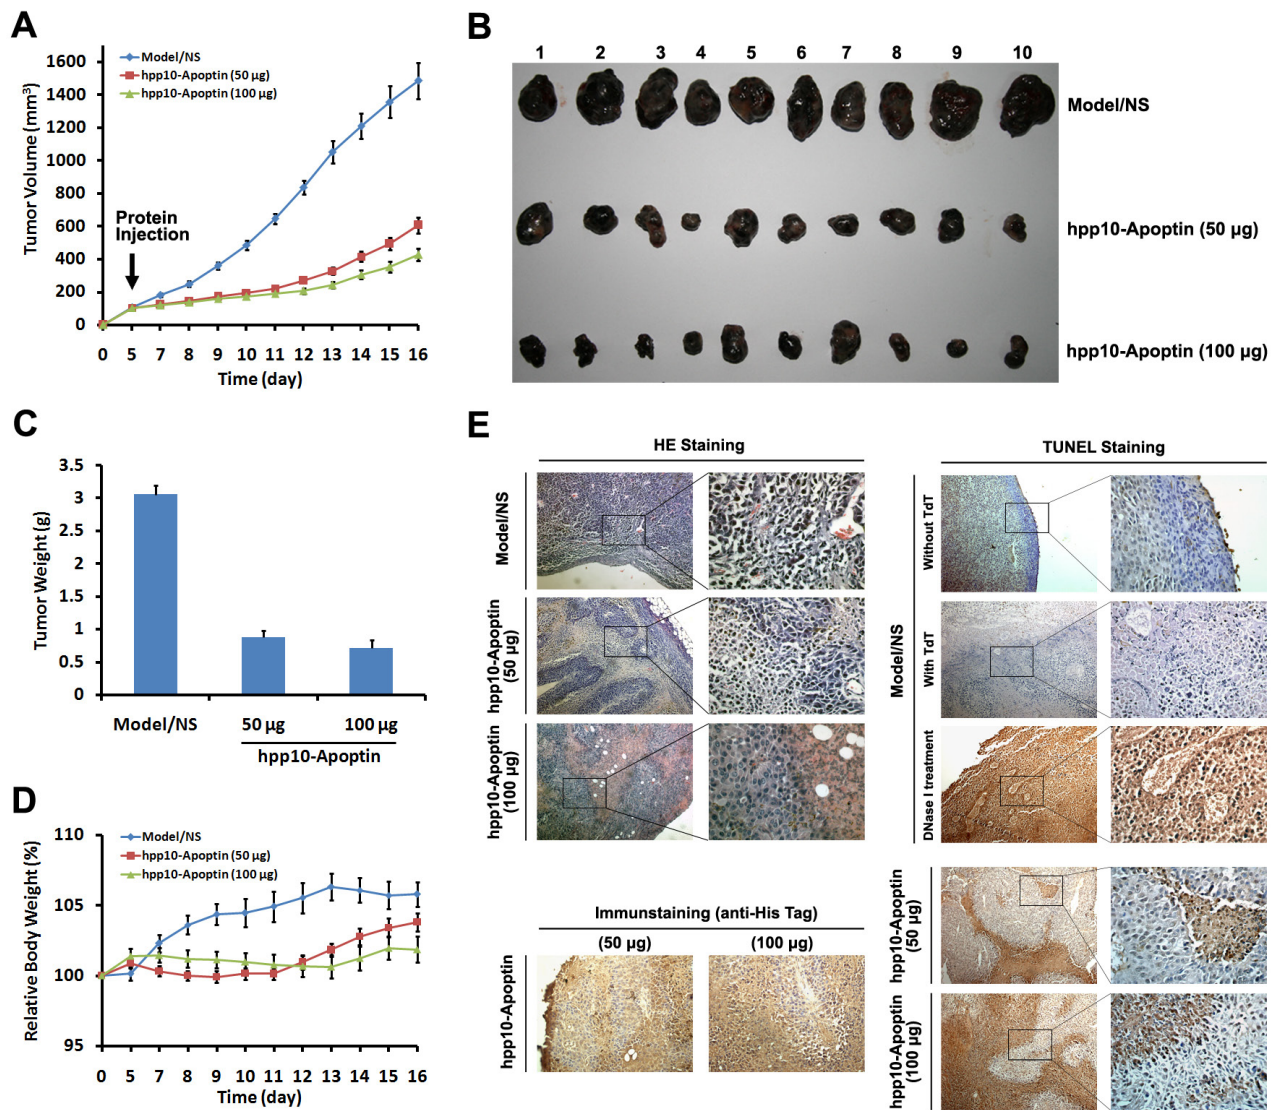 A
Model/NS
hpp10-Apoptin (50 µg)
hpp10-Apoptin (100 µg)
1600
1400
1200
1000
800
600
400
200
0
Tumor Volume (mm³)
Protein
Injection
0 5 7 8 9 10 11 12 13 14 15 16
Time (day)
B
1 2 3 4 5 6 7 8 9 10
Model/NS
hpp10-Apoptin (50 µg)
hpp10-Apoptin (100 µg)
C
3.5
3
2.5
2
1.5
1
0.5
0
Tumor Weight (g)
Model/NS 50 µg 100 µg
hpp10-Apoptin
D
Model/NS
hpp10-Apoptin (50 µg)
hpp10-Apoptin (100 µg)
110
105
100
95
Relative Body Weight (%)
0 5 7 8 9 10 11 12 13 14 15 16
Time (day)
E
HE Staining
Model/NS
hpp10-Apoptin
(50 µg)
hpp10-Apoptin
(100 µg)
Immunstaining (anti-His Tag)
(50 µg) (100 µg)
hpp10-Apoptin
TUNEL Staining
Model/NS
Without TdT
With TdT
DNase I treatment
hpp10-Apoptin
(50 µg)
hpp10-Apoptin
(100 µg)